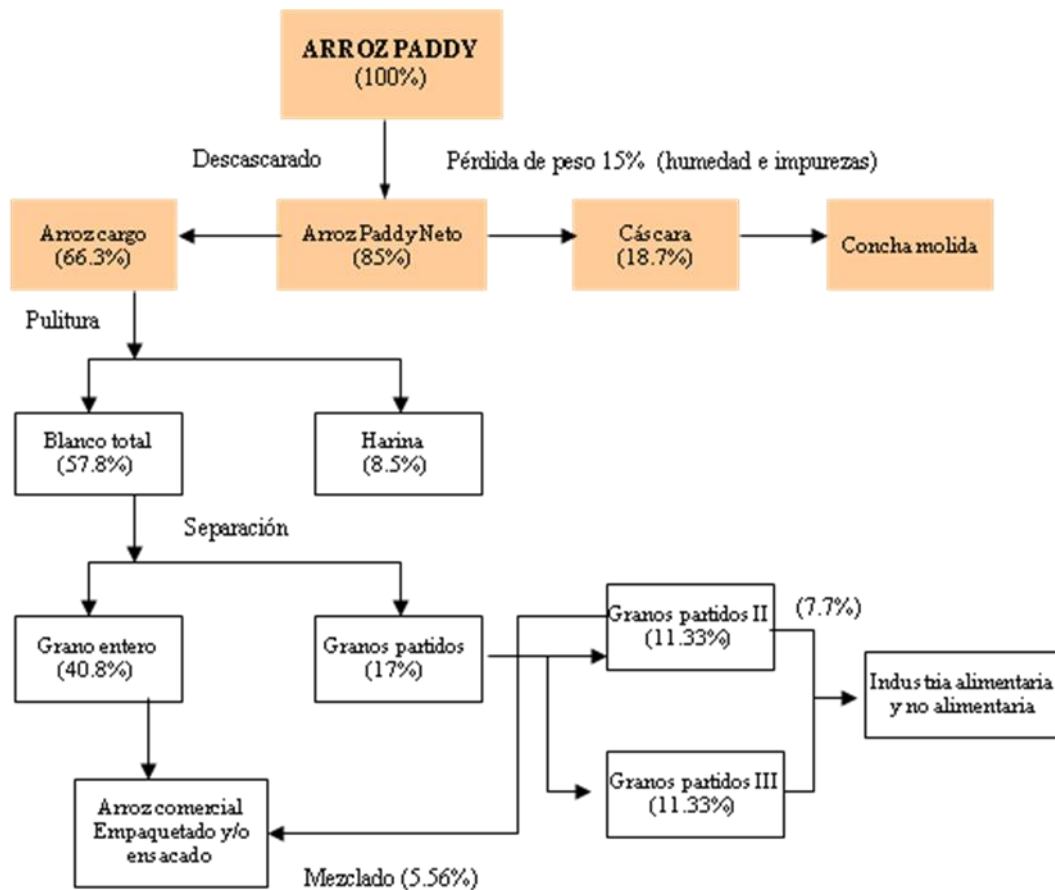 ARROZ PADDY
(100%)
Descascarado
Pérdida de peso 15% (humedad e impurezas)
Arroz cargo
(66.3%)
Arroz Paddy Neto
(85%)
Cáscara
(18.7%)
Concha molida
Pulitura
Blanco total
(57.8%)
Harina
(8.5%)
Separación
Grano entero
(40.8%)
Granos partidos
(17%)
Granos partidos II
(11.33%)
(7.7%)
Industria alimentaria
y no alimentaria
Granos partidos III
(11.33%)
Arroz comercial
Empaquetado y/o
ensacado
Mezclado (5.56%)